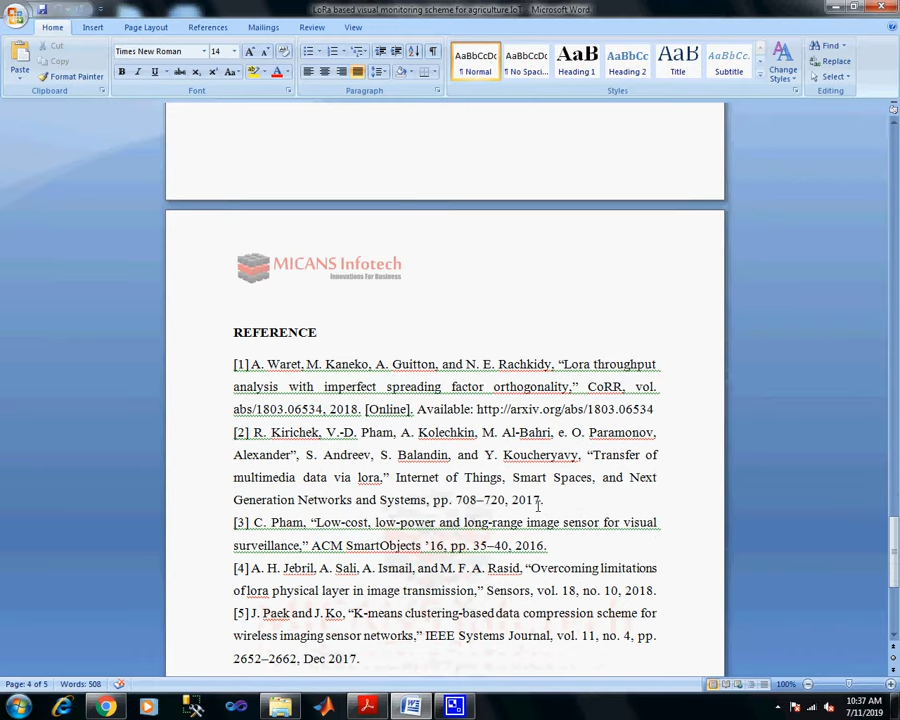 LoRa based visual monitoring scheme for agriculture IoT - Microsoft Word
Home Insert Page Layout References Mailings Review View
Paste
Cut
Copy
Format Painter
Clipboard
Times New Roman 14
B I U abc
Font
Paragraph
AaBbCcDc AaBbCcDc AaBbC AaBbCc AaB AaBbCc.
¶ Normal ¶ No Spaci... Heading 1 Heading 2 Title Subtitle
Change Styles
Styles
Find
Replace
Select
Editing
MICANS Infotech
Innovations For Business
REFERENCE
[1] A. Waret, M. Kaneko, A. Guitton, and N. E. Rachkidy, “Lora throughput
analysis with imperfect spreading factor orthogonality,” CoRR, vol.
abs/1803.06534, 2018. [Online]. Available: http://arxiv.org/abs/1803.06534
[2] R. Kirichek, V.-D. Pham, A. Kolechkin, M. Al-Bahri, e. O. Paramonov,
Alexander”, S. Andreev, S. Balandin, and Y. Koucheryavy, “Transfer of
multimedia data via lora,” Internet of Things, Smart Spaces, and Next
Generation Networks and Systems, pp. 708–720, 2017.
[3] C. Pham, “Low-cost, low-power and long-range image sensor for visual
surveillance,” ACM SmartObjects ’16, pp. 35–40, 2016.
[4] A. H. Jebril, A. Sali, A. Ismail, and M. F. A. Rasid, “Overcoming limitations
of lora physical layer in image transmission,” Sensors, vol. 18, no. 10, 2018.
[5] J. Paek and J. Ko, “K-means clustering-based data compression scheme for
wireless imaging sensor networks,” IEEE Systems Journal, vol. 11, no. 4, pp.
2652–2662, Dec 2017.
Page: 4 of 5 Words: 508
100%
10:37 AM
7/11/2019